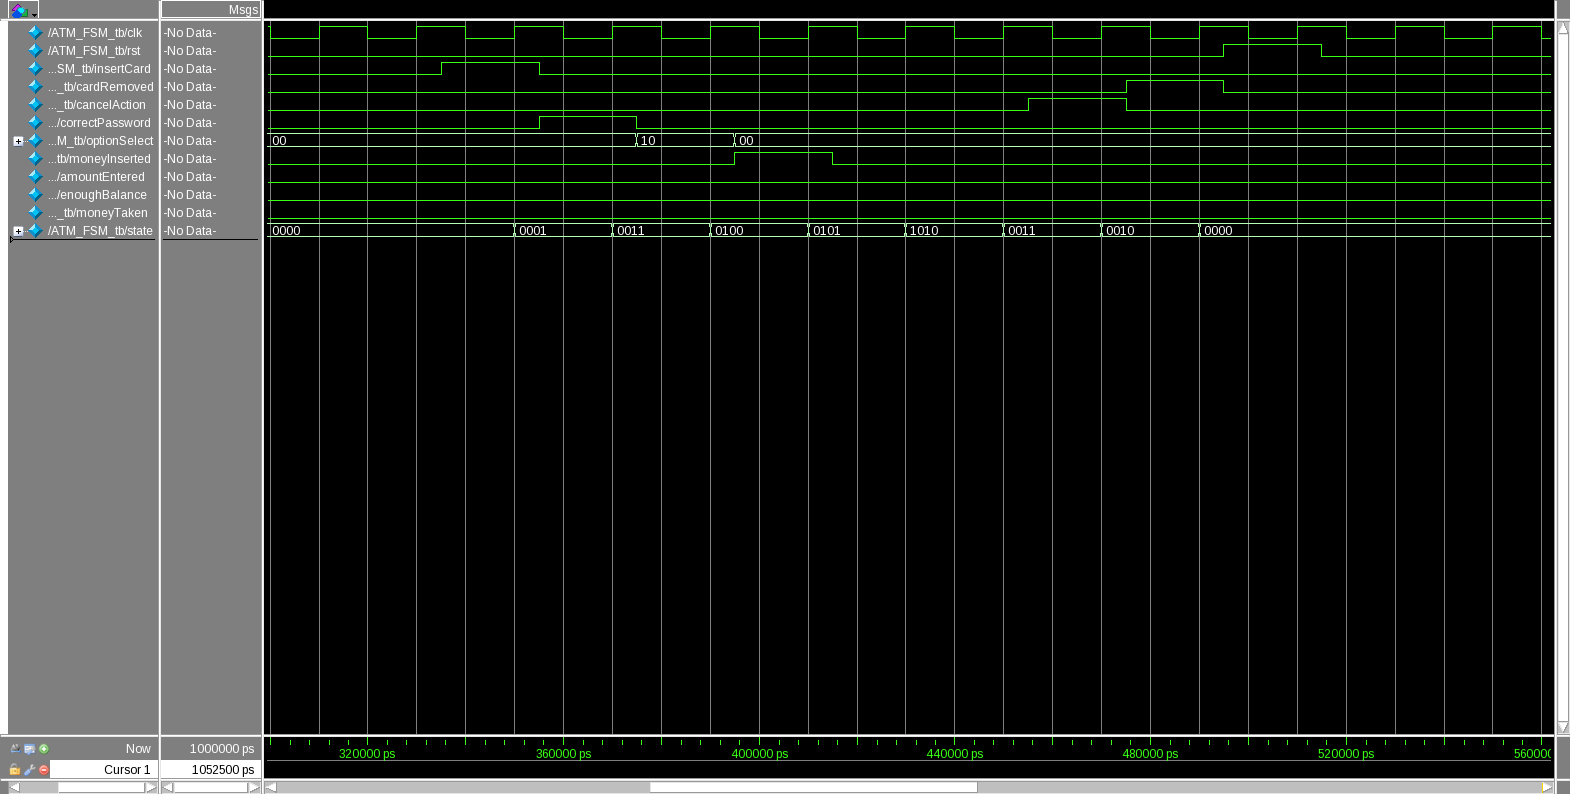 Msgs
/ATM_FSM_tb/clk -No Data-
/ATM_FSM_tb/rst -No Data-
...SM_tb/insertCard -No Data-
..._tb/cardRemoved -No Data-
..._tb/cancelAction -No Data-
.../correctPassword -No Data-
...M_tb/optionSelect -No Data- 00 10 00
...tb/moneyInserted -No Data-
.../amountEntered -No Data-
.../enoughBalance -No Data-
..._tb/moneyTaken -No Data-
/ATM_FSM_tb/state -No Data- 0000 0001 0011 0100 0101 1010 0011 0010 0000
Now 1000000 ps 320000 ps 360000 ps 400000 ps 440000 ps 480000 ps 520000 ps 560000
Cursor 1 1052500 ps